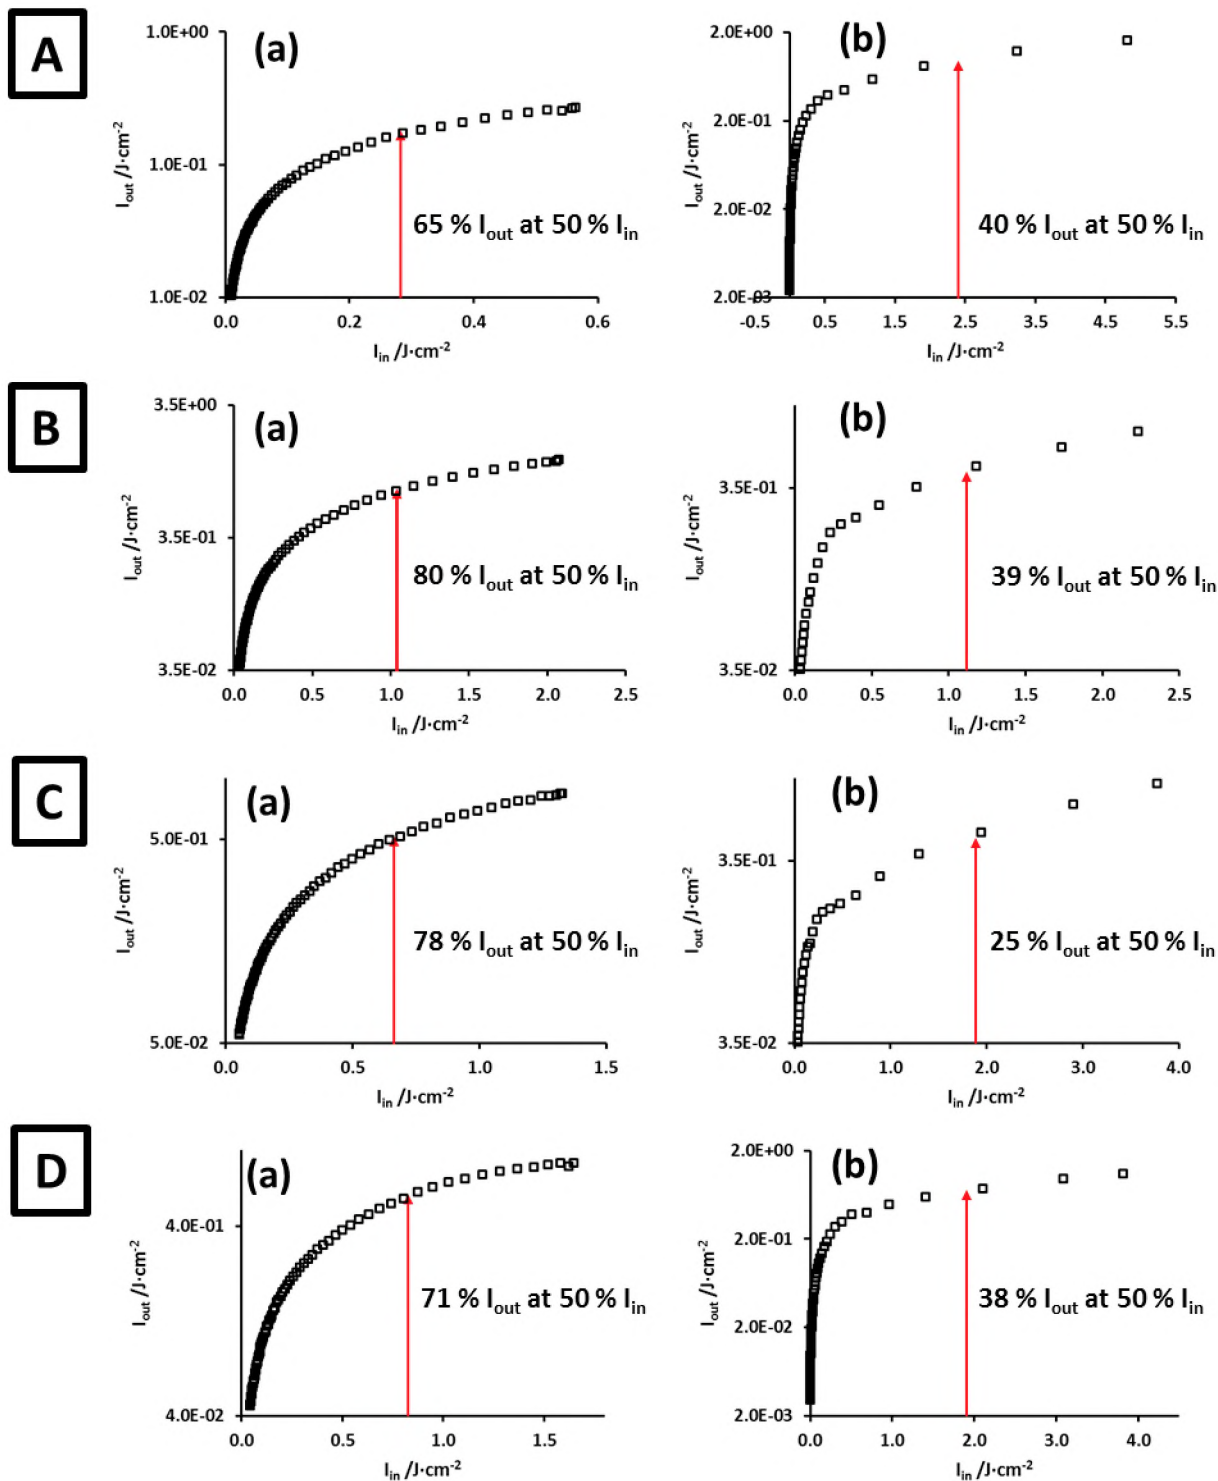 A
(a)
1.0E+00
1.0E-01
1.0E-02
I_out /J·cm⁻²
65 % I_out at 50 % I_in
0.0 0.2 0.4 0.6
I_in /J·cm⁻²
(b)
2.0E+00
2.0E-01
2.0E-02
2.0E-03
I_out /J·cm⁻²
40 % I_out at 50 % I_in
-0.5 0.5 1.5 2.5 3.5 4.5 5.5
I_in /J·cm⁻²
B
(a)
3.5E+00
3.5E-01
3.5E-02
I_out /J·cm⁻²
80 % I_out at 50 % I_in
0.0 0.5 1.0 1.5 2.0 2.5
I_in /J·cm⁻²
(b)
3.5E-01
3.5E-02
I_out /J·cm⁻²
39 % I_out at 50 % I_in
0.0 0.5 1.0 1.5 2.0 2.5
I_in /J·cm⁻²
C
(a)
5.0E-01
5.0E-02
I_out /J·cm⁻²
78 % I_out at 50 % I_in
0.0 0.5 1.0 1.5
I_in /J·cm⁻²
(b)
3.5E-01
3.5E-02
I_out /J·cm⁻²
25 % I_out at 50 % I_in
0.0 1.0 2.0 3.0 4.0
I_in /J·cm⁻²
D
(a)
4.0E-01
4.0E-02
I_out /J·cm⁻²
71 % I_out at 50 % I_in
0.0 0.5 1.0 1.5
I_in /J·cm⁻²
(b)
2.0E+00
2.0E-01
2.0E-02
2.0E-03
I_out /J·cm⁻²
38 % I_out at 50 % I_in
0.0 1.0 2.0 3.0 4.0
I_in /J·cm⁻²